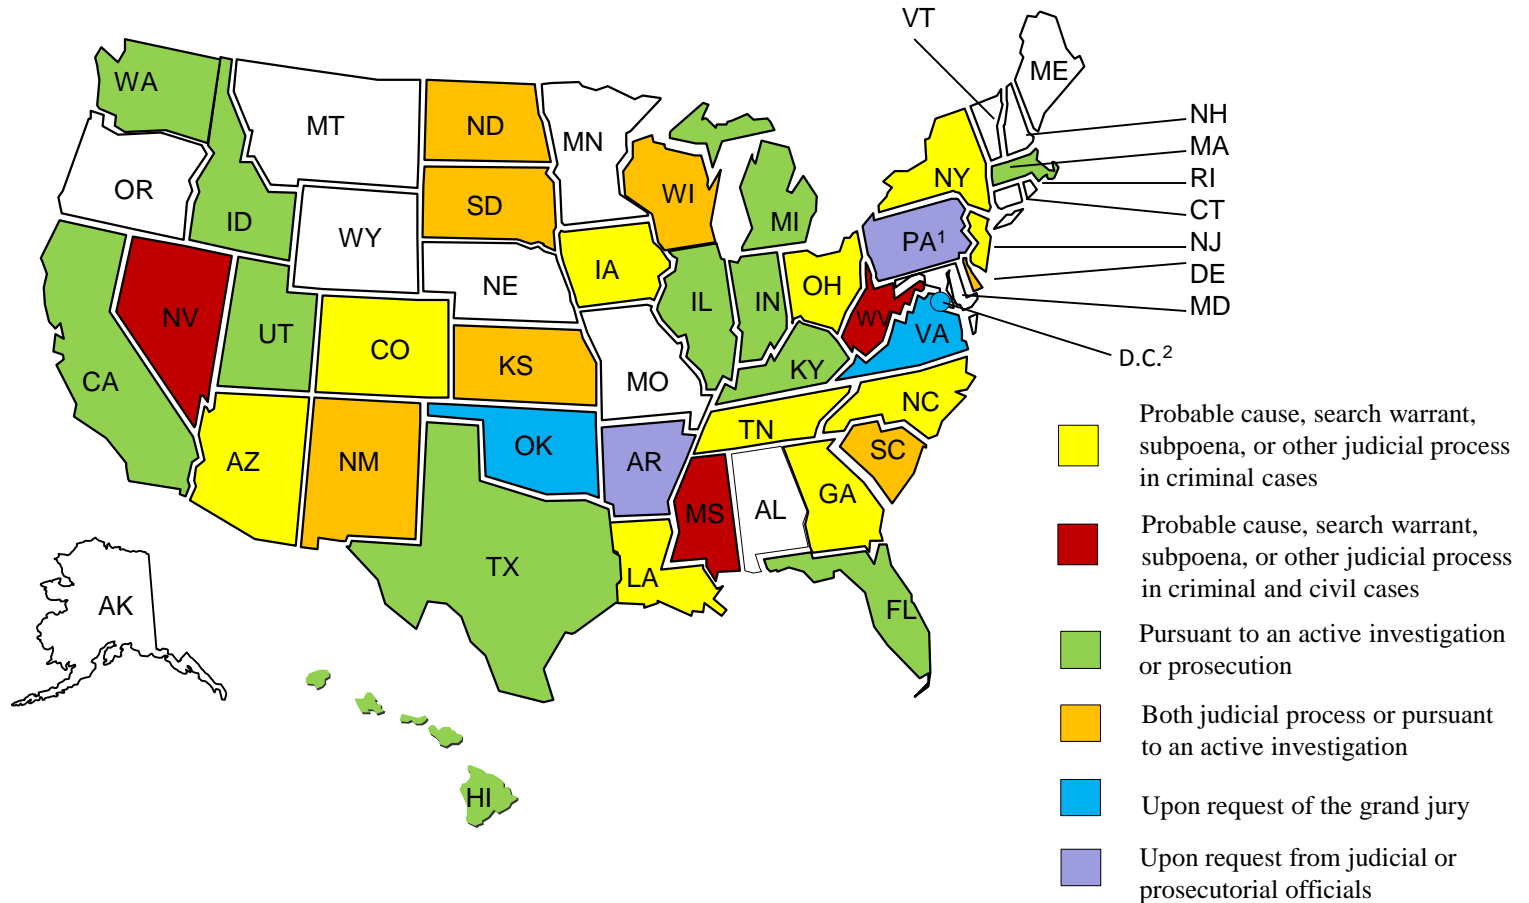 VT
ME
WA
MT
ND
MN
NH
MA
RI
CT
NJ
DE
MD
OR
ID
WY
SD
WI
MI
NY
PA¹
NE
IA
IL
IN
OH
WV
VA
D.C.²
NV
UT
CO
KS
MO
KY
CA
AZ
NM
OK
AR
TN
NC
SC
MS
AL
GA
TX
LA
FL
AK
HI
Probable cause, search warrant,
subpoena, or other judicial process
in criminal cases
Probable cause, search warrant,
subpoena, or other judicial process
in criminal and civil cases
Pursuant to an active investigation
or prosecution
Both judicial process or pursuant
to an active investigation
Upon request of the grand jury
Upon request from judicial or
prosecutorial officials